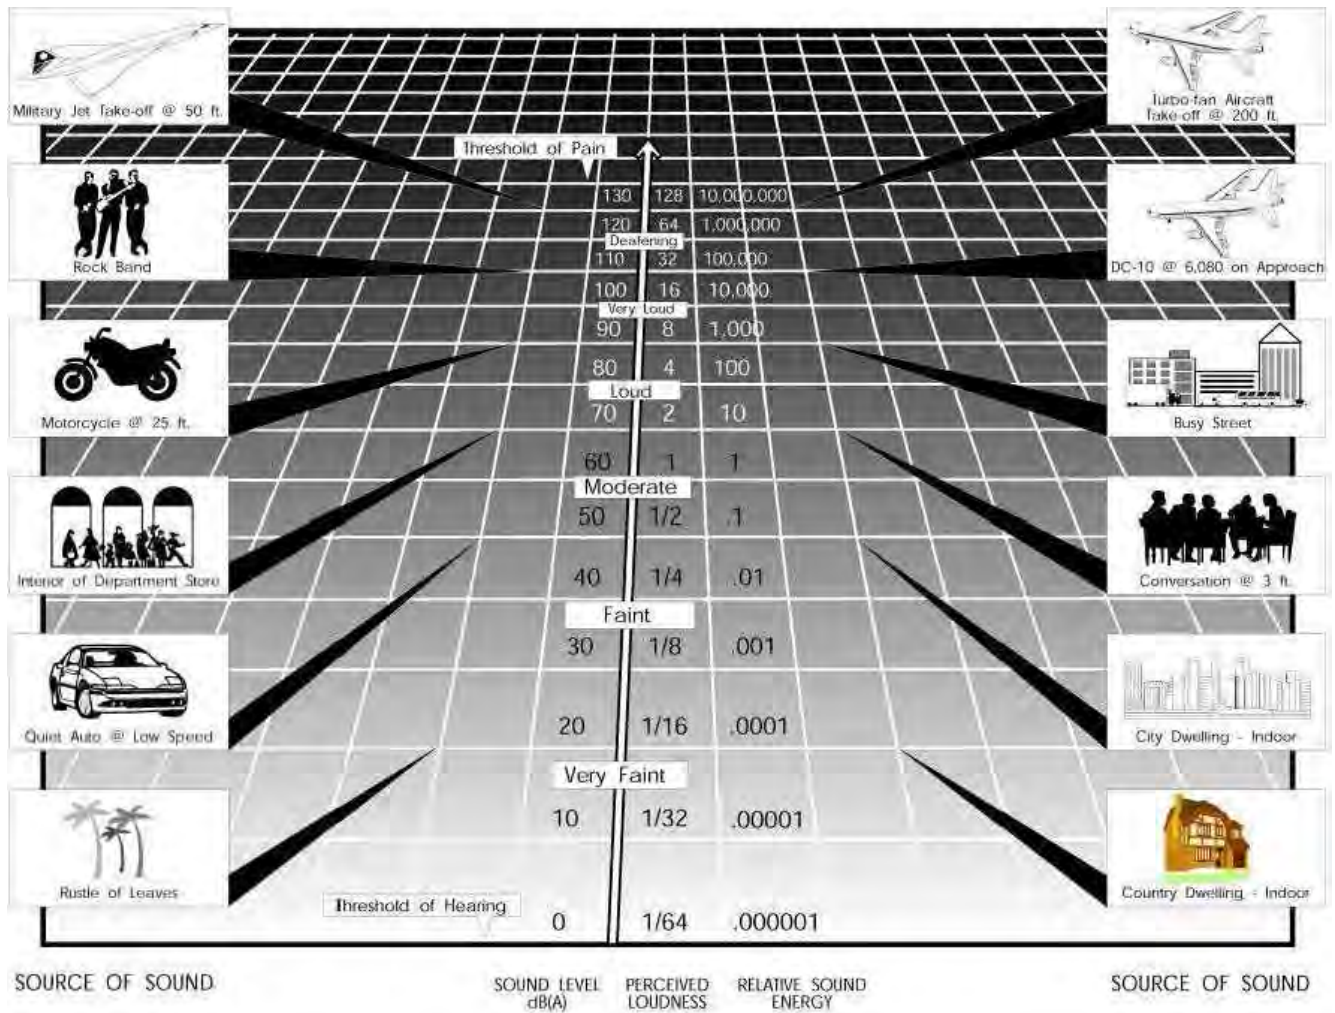 Military Jet Take-off @ 50 ft.
Turbo-fan Aircraft
Take-off @ 200 ft.
Threshold of Pain
130 128 10,000,000
120 64 1,000,000
Deafening
Rock Band
DC-10 @ 6,080 on Approach
110 32 100,000
100 16 10,000
Very Loud
90 8 1,000
80 4 100
Loud
70 2 10
Motorcycle @ 25 ft.
Busy Street
60 1 1
Moderate
50 1/2 .1
40 1/4 .01
Interior of Department Store
Conversation @ 3 ft.
Faint
30 1/8 .001
20 1/16 .0001
Quiet Auto @ Low Speed
City Dwelling - Indoor
Very Faint
10 1/32 .00001
Rustle of Leaves
Country Dwelling - Indoor
Threshold of Hearing
0 1/64 .000001
SOURCE OF SOUND
SOUND LEVEL
dB(A)
PERCEIVED
LOUDNESS
RELATIVE SOUND
ENERGY
SOURCE OF SOUND